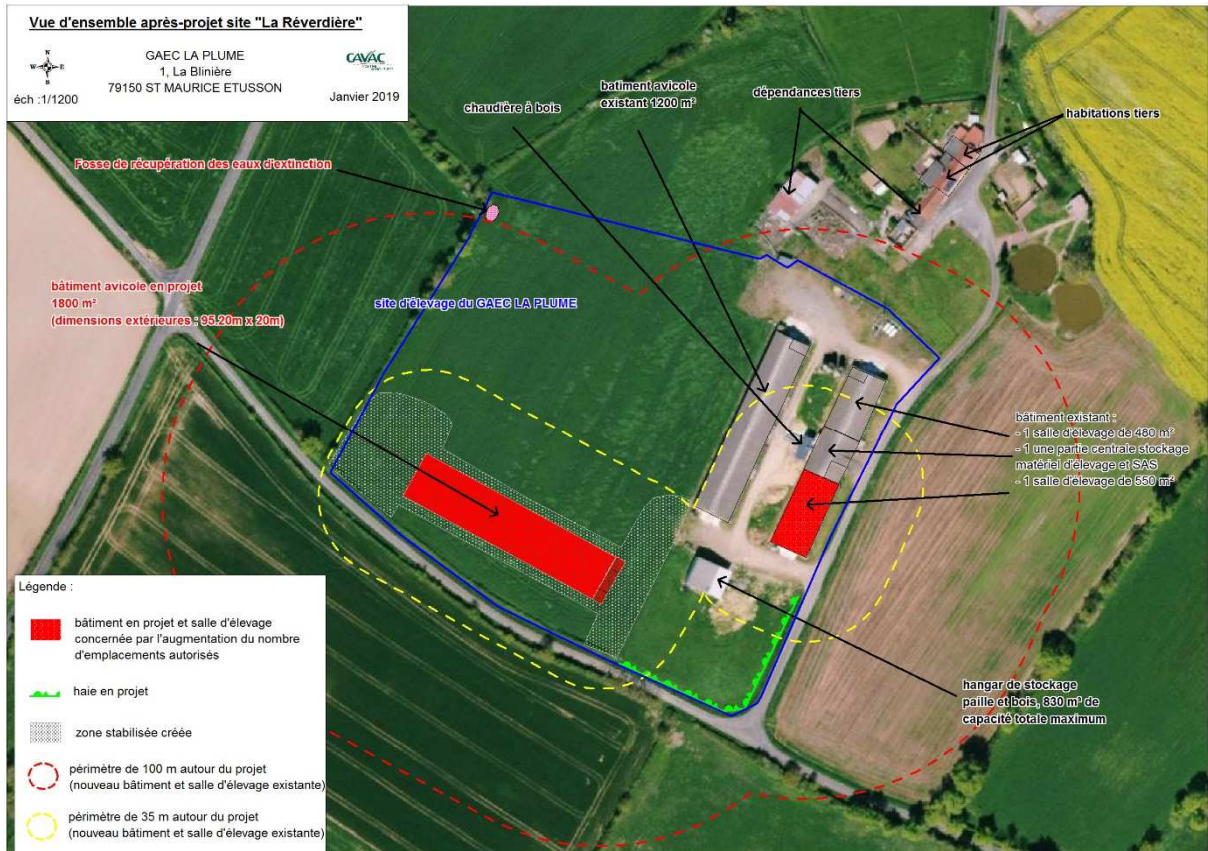 Vue d'ensemble après-projet site "La Réverdière"
N
W E
S
éch :1/1200
GAEC LA PLUME
1, La Blinière
79150 ST MAURICE ETUSSON
CAVAC
Janvier 2019
chaudière à bois
batiment avicole
existant 1200 m²
dépendances tiers
habitations tiers
Fosse de récupération des eaux d'extinction
bâtiment avicole en projet
1800 m²
(dimensions extérieures : 95.20m x 20m)
site d'élevage du GAEC LA PLUME
bâtiment existant :
- 1 salle d'élevage de 460 m²
- 1 une partie centrale stockage
matériel d'élevage et SAS
- 1 salle d'élevage de 550 m²
hangar de stockage
paille et bois, 830 m³ de
capacité totale maximum
Légende :
bâtiment en projet et salle d'élevage
concernée par l'augmentation du nombre
d'emplacements autorisés
haie en projet
zone stabilisée créée
périmètre de 100 m autour du projet
(nouveau bâtiment et salle d'élevage existante)
périmètre de 35 m autour du projet
(nouveau bâtiment et salle d'élevage existante)